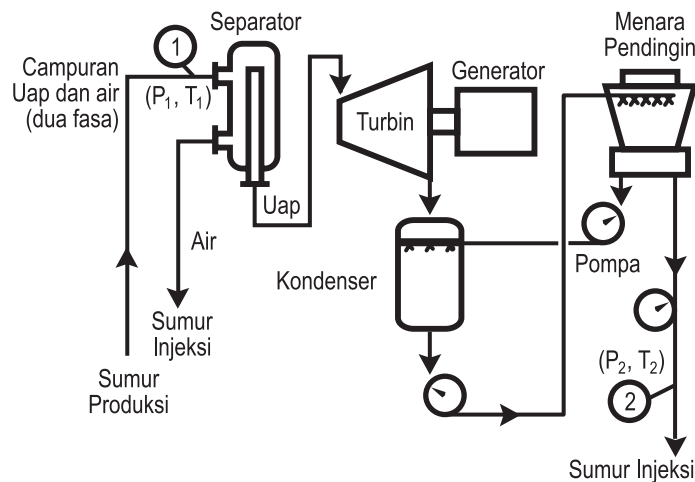 Separator
Menara
Pendingin
1
Campuran
Uap dan air
(dua fasa)
(P₁, T₁)
Generator
Turbin
Uap
Air
Kondenser
Pompa
Sumur
Injeksi
Sumur
Produksi
(P₂, T₂)
2
Sumur Injeksi